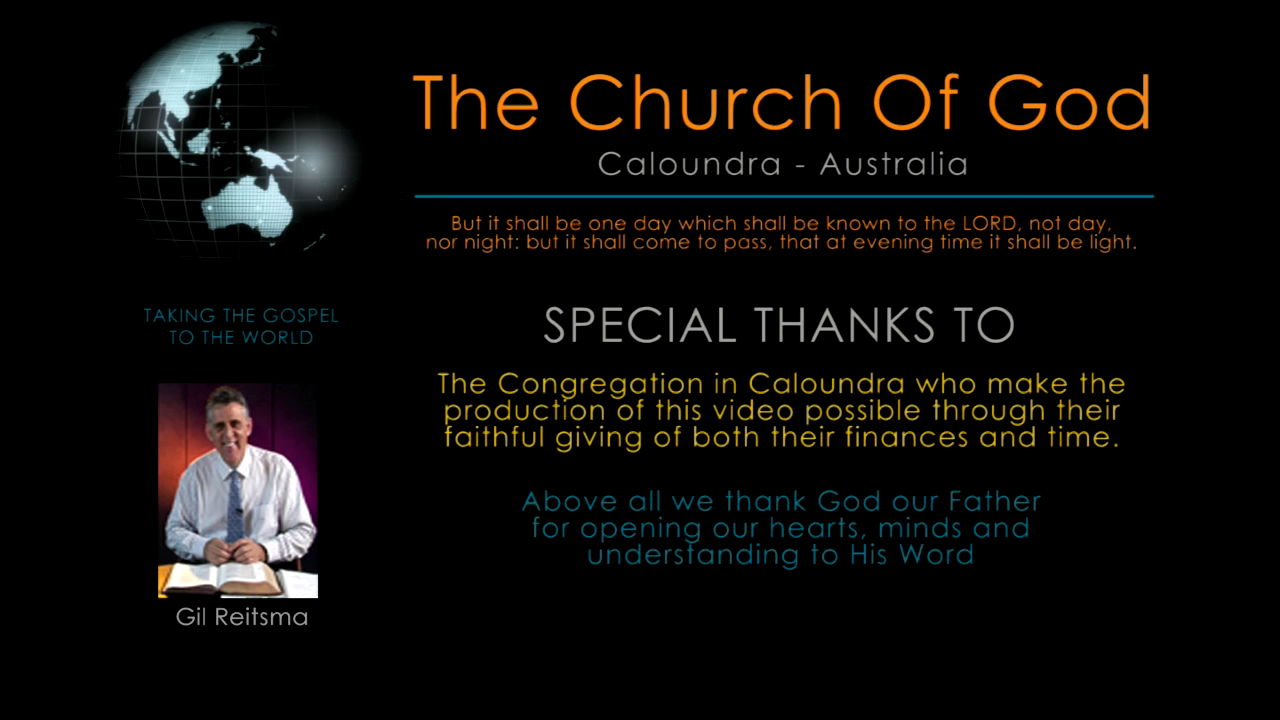 The Church Of God
Caloundra - Australia
But it shall be one day which shall be known to the LORD, not day,
nor night: but it shall come to pass, that at evening time it shall be light.
TAKING THE GOSPEL
TO THE WORLD
Gil Reitsma
SPECIAL THANKS TO
The Congregation in Caloundra who make the
production of this video possible through their
faithful giving of both their finances and time.
Above all we thank God our Father
for opening our hearts, minds and
understanding to His Word